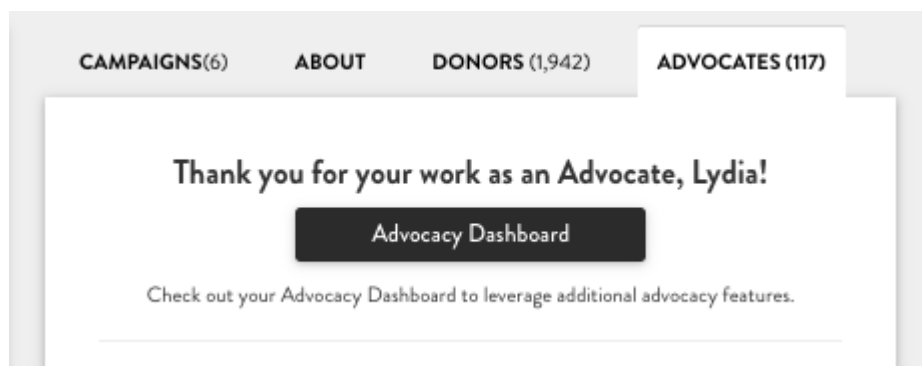 CAMPAIGNS(6) ABOUT DONORS (1,942) ADVOCATES (117)
Thank you for your work as an Advocate, Lydia!
Advocacy Dashboard
Check out your Advocacy Dashboard to leverage additional advocacy features.